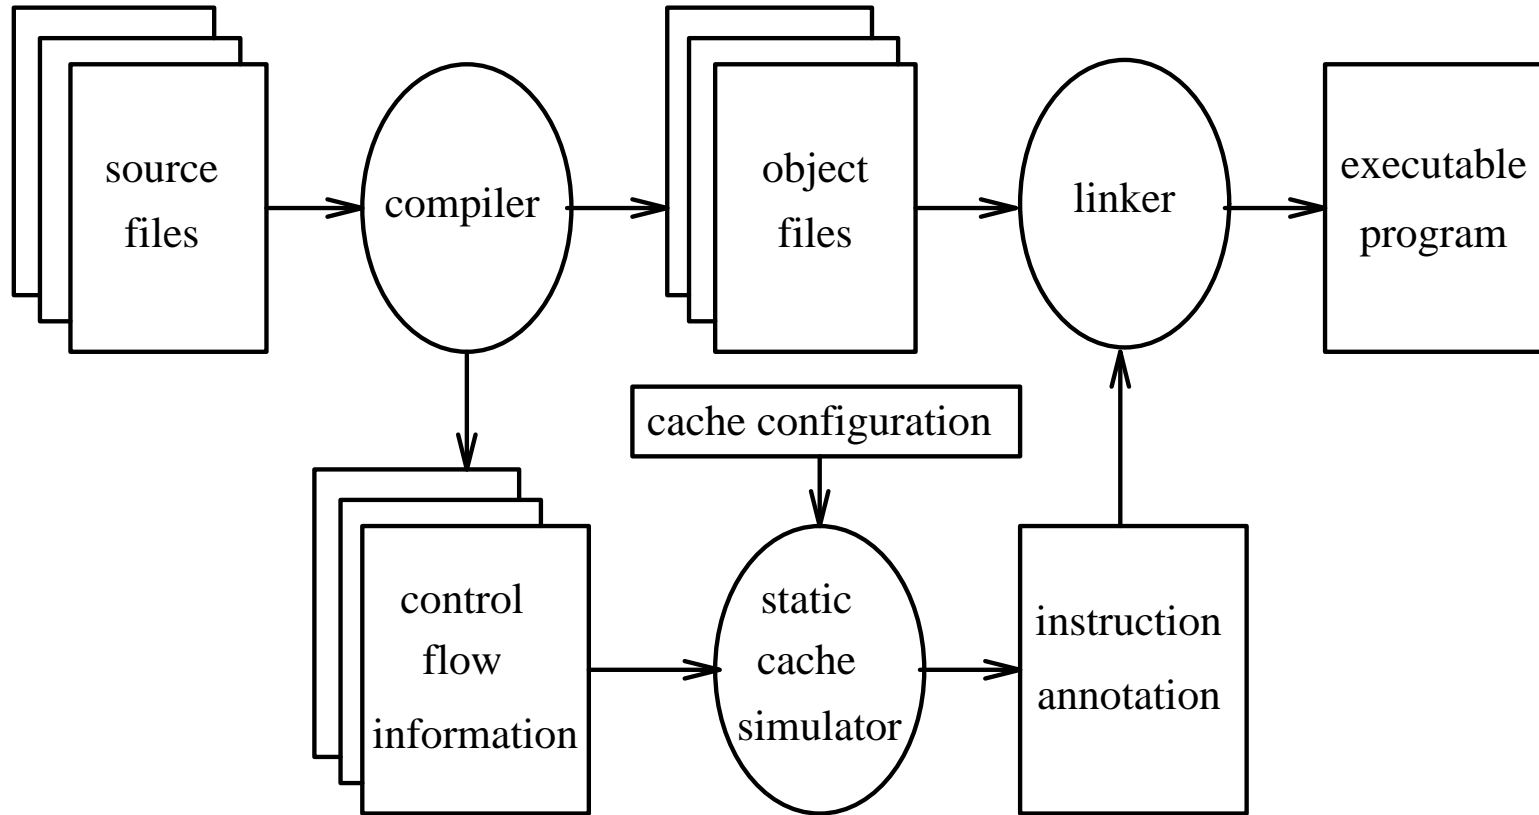 source
files
compiler
object
files
linker
executable
program
cache configuration
control
flow
information
static
cache
simulator
instruction
annotation